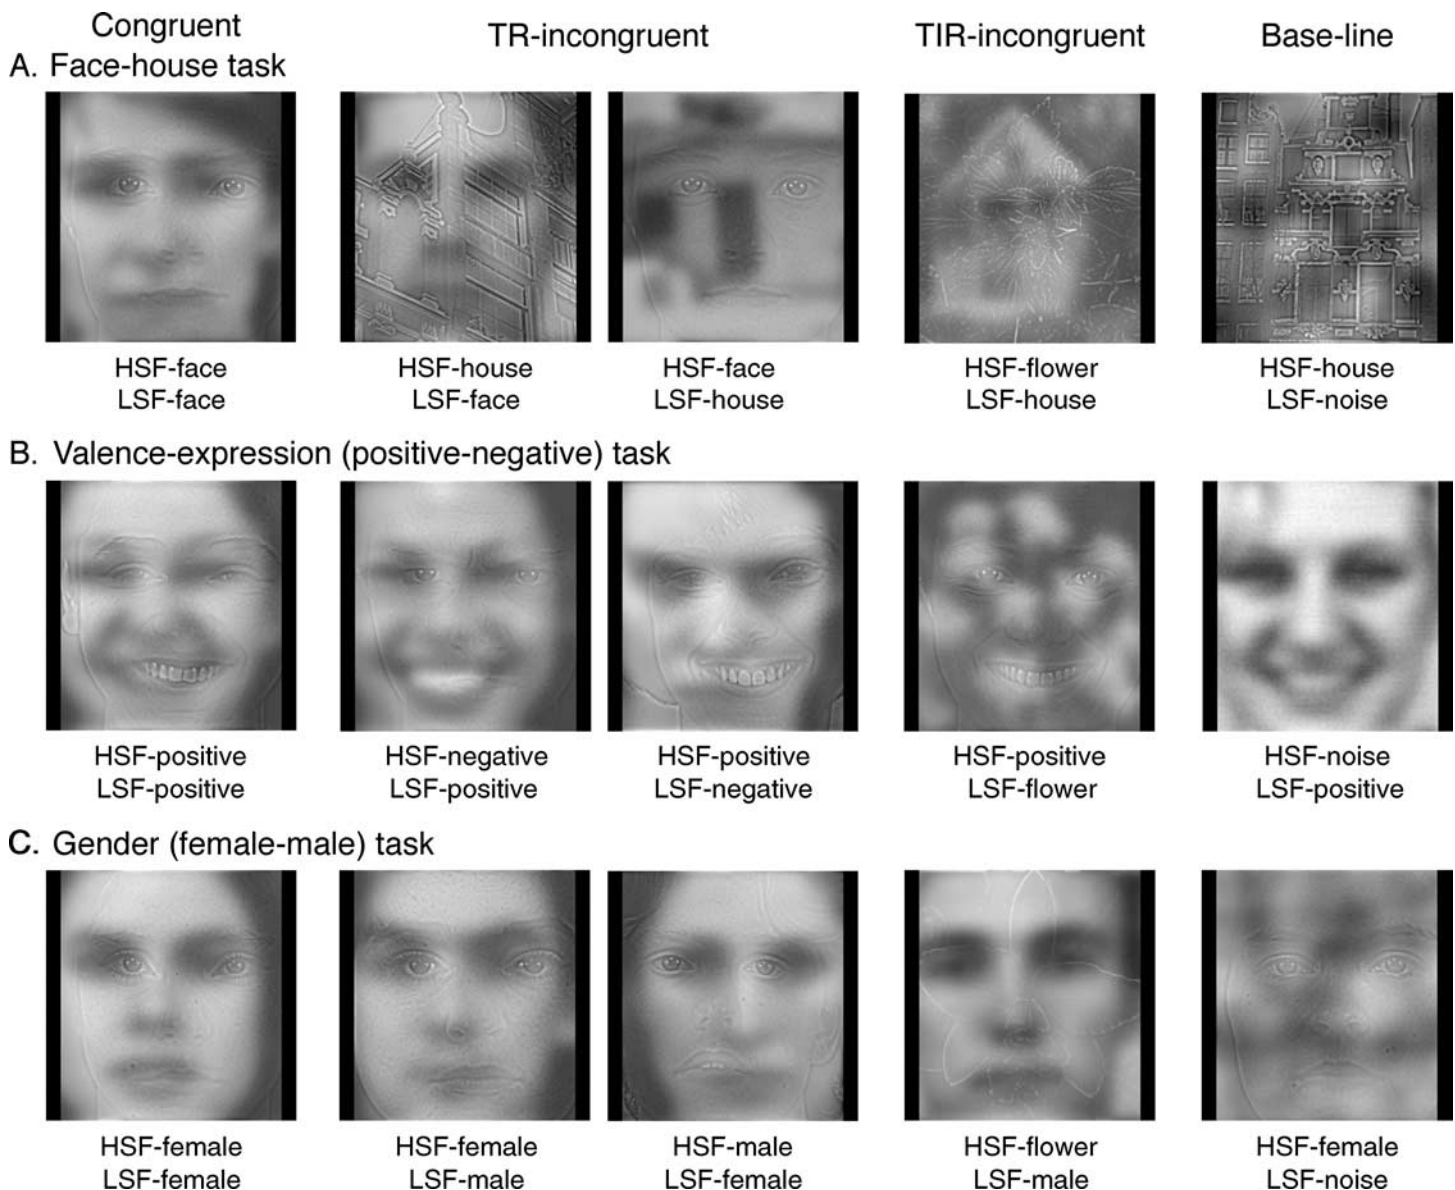 Congruent
TR-incongruent
TIR-incongruent
Base-line
A. Face-house task
HSF-face
LSF-face
HSF-house
LSF-face
HSF-face
LSF-house
HSF-flower
LSF-house
HSF-house
LSF-noise
B. Valence-expression (positive-negative) task
HSF-positive
LSF-positive
HSF-negative
LSF-positive
HSF-positive
LSF-negative
HSF-positive
LSF-flower
HSF-noise
LSF-positive
C. Gender (female-male) task
HSF-female
LSF-female
HSF-female
LSF-male
HSF-male
LSF-female
HSF-flower
LSF-male
HSF-female
LSF-noise